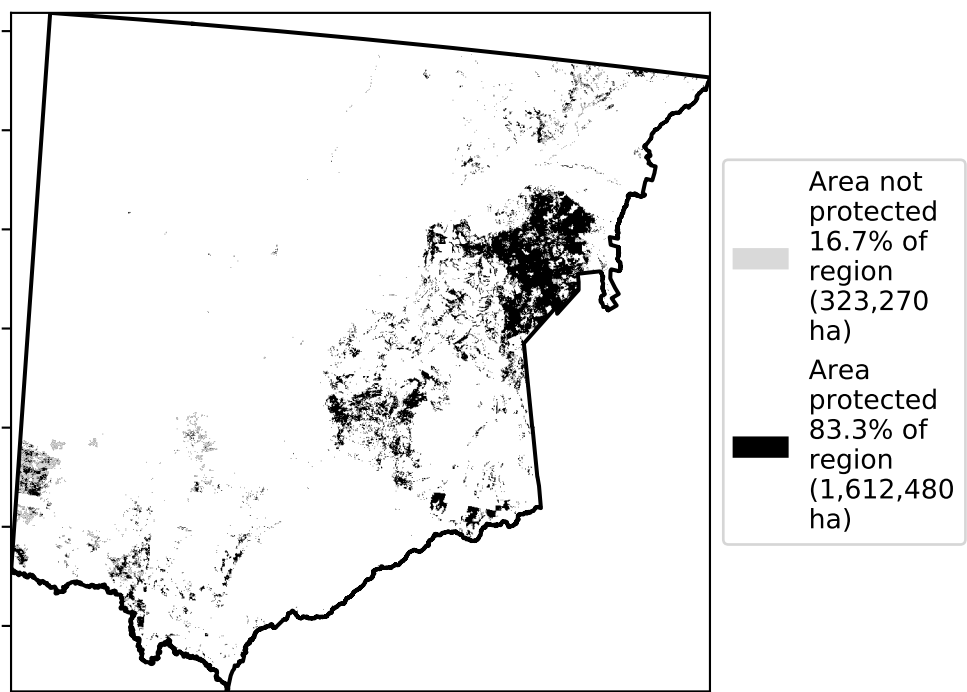 Area not
protected
16.7% of
region
(323,270
ha)
Area
protected
83.3% of
region
(1,612,480
ha)